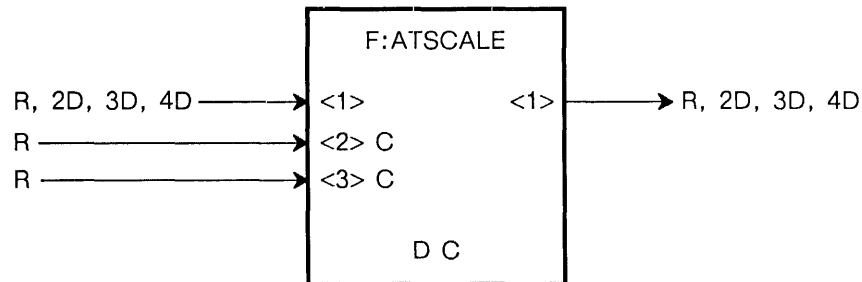 F:ATSCALE
R, 2D, 3D, 4D <1> <1> R, 2D, 3D, 4D
R <2> C
R <3> C
D C